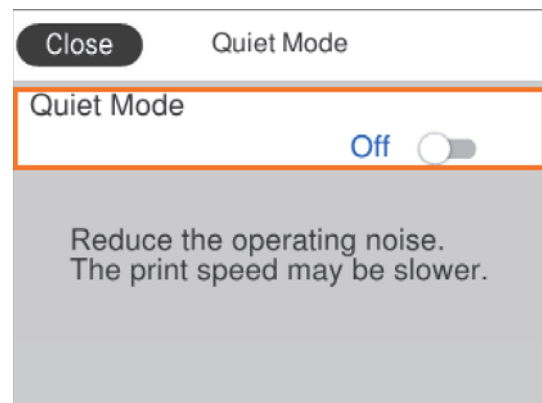 Close Quiet Mode
Quiet Mode
Off
Reduce the operating noise.
The print speed may be slower.